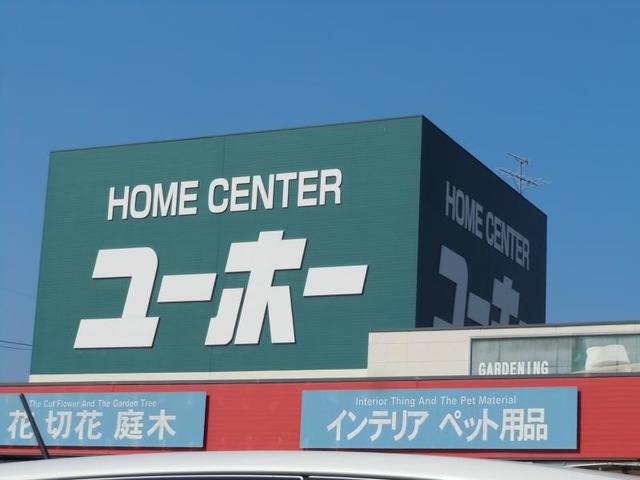 HOME CENTER
ユーホー
HOME CENTER
GARDENING
The Cut Flower And The Garden Tree
花 切花 庭木
Interior Thing And The Pet Material
インテリア ペット用品